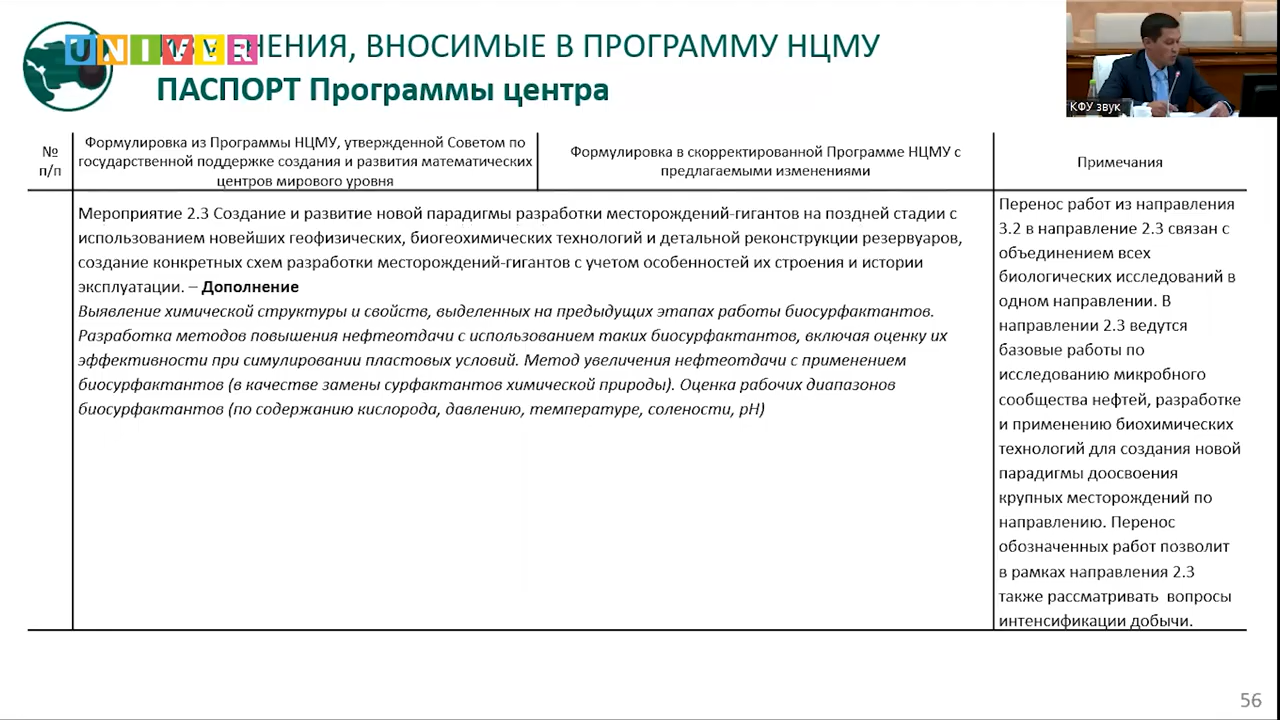 UNIVER
ИЗМЕНЕНИЯ, ВНОСИМЫЕ В ПРОГРАММУ НЦМУ
ПАСПОРТ Программы центра
КФУ звук
№ п/п
Формулировка из Программы НЦМУ, утвержденной Советом по
государственной поддержке создания и развития математических
центров мирового уровня
Формулировка в скорректированной Программе НЦМУ с
предлагаемыми изменениями
Примечания
Мероприятие 2.3 Создание и развитие новой парадигмы разработки месторождений-гигантов на поздней стадии с
использованием новейших геофизических, биогеохимических технологий и детальной реконструкции резервуаров,
создание конкретных схем разработки месторождений-гигантов с учетом особенностей их строения и истории
эксплуатации. – Дополнение
Выявление химической структуры и свойств, выделенных на предыдущих этапах работы биосурфактантов.
Разработка методов повышения нефтеотдачи с использованием таких биосурфактантов, включая оценку их
эффективности при симулировании пластовых условий. Метод увеличения нефтеотдачи с применением
биосурфактантов (в качестве замены сурфактантов химической природы). Оценка рабочих диапазонов
биосурфактантов (по содержанию кислорода, давлению, температуре, солености, pH)
Перенос работ из направления
3.2 в направление 2.3 связан с
объединением всех
биологических исследований в
одном направлении. В
направлении 2.3 ведутся
базовые работы по
исследованию микробного
сообщества нефтей, разработке
и применению биохимических
технологий для создания новой
парадигмы доосвоения
крупных месторождений по
направлению. Перенос
обозначенных работ позволит
в рамках направления 2.3
также рассматривать вопросы
интенсификации добычи.
56